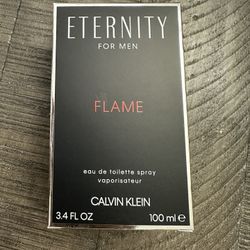 ETERNITY
FOR MEN
FLAME
eau de toilette spray
vaporisateur
CALVIN KLEIN
3.4 FL OZ 100 ml ℮